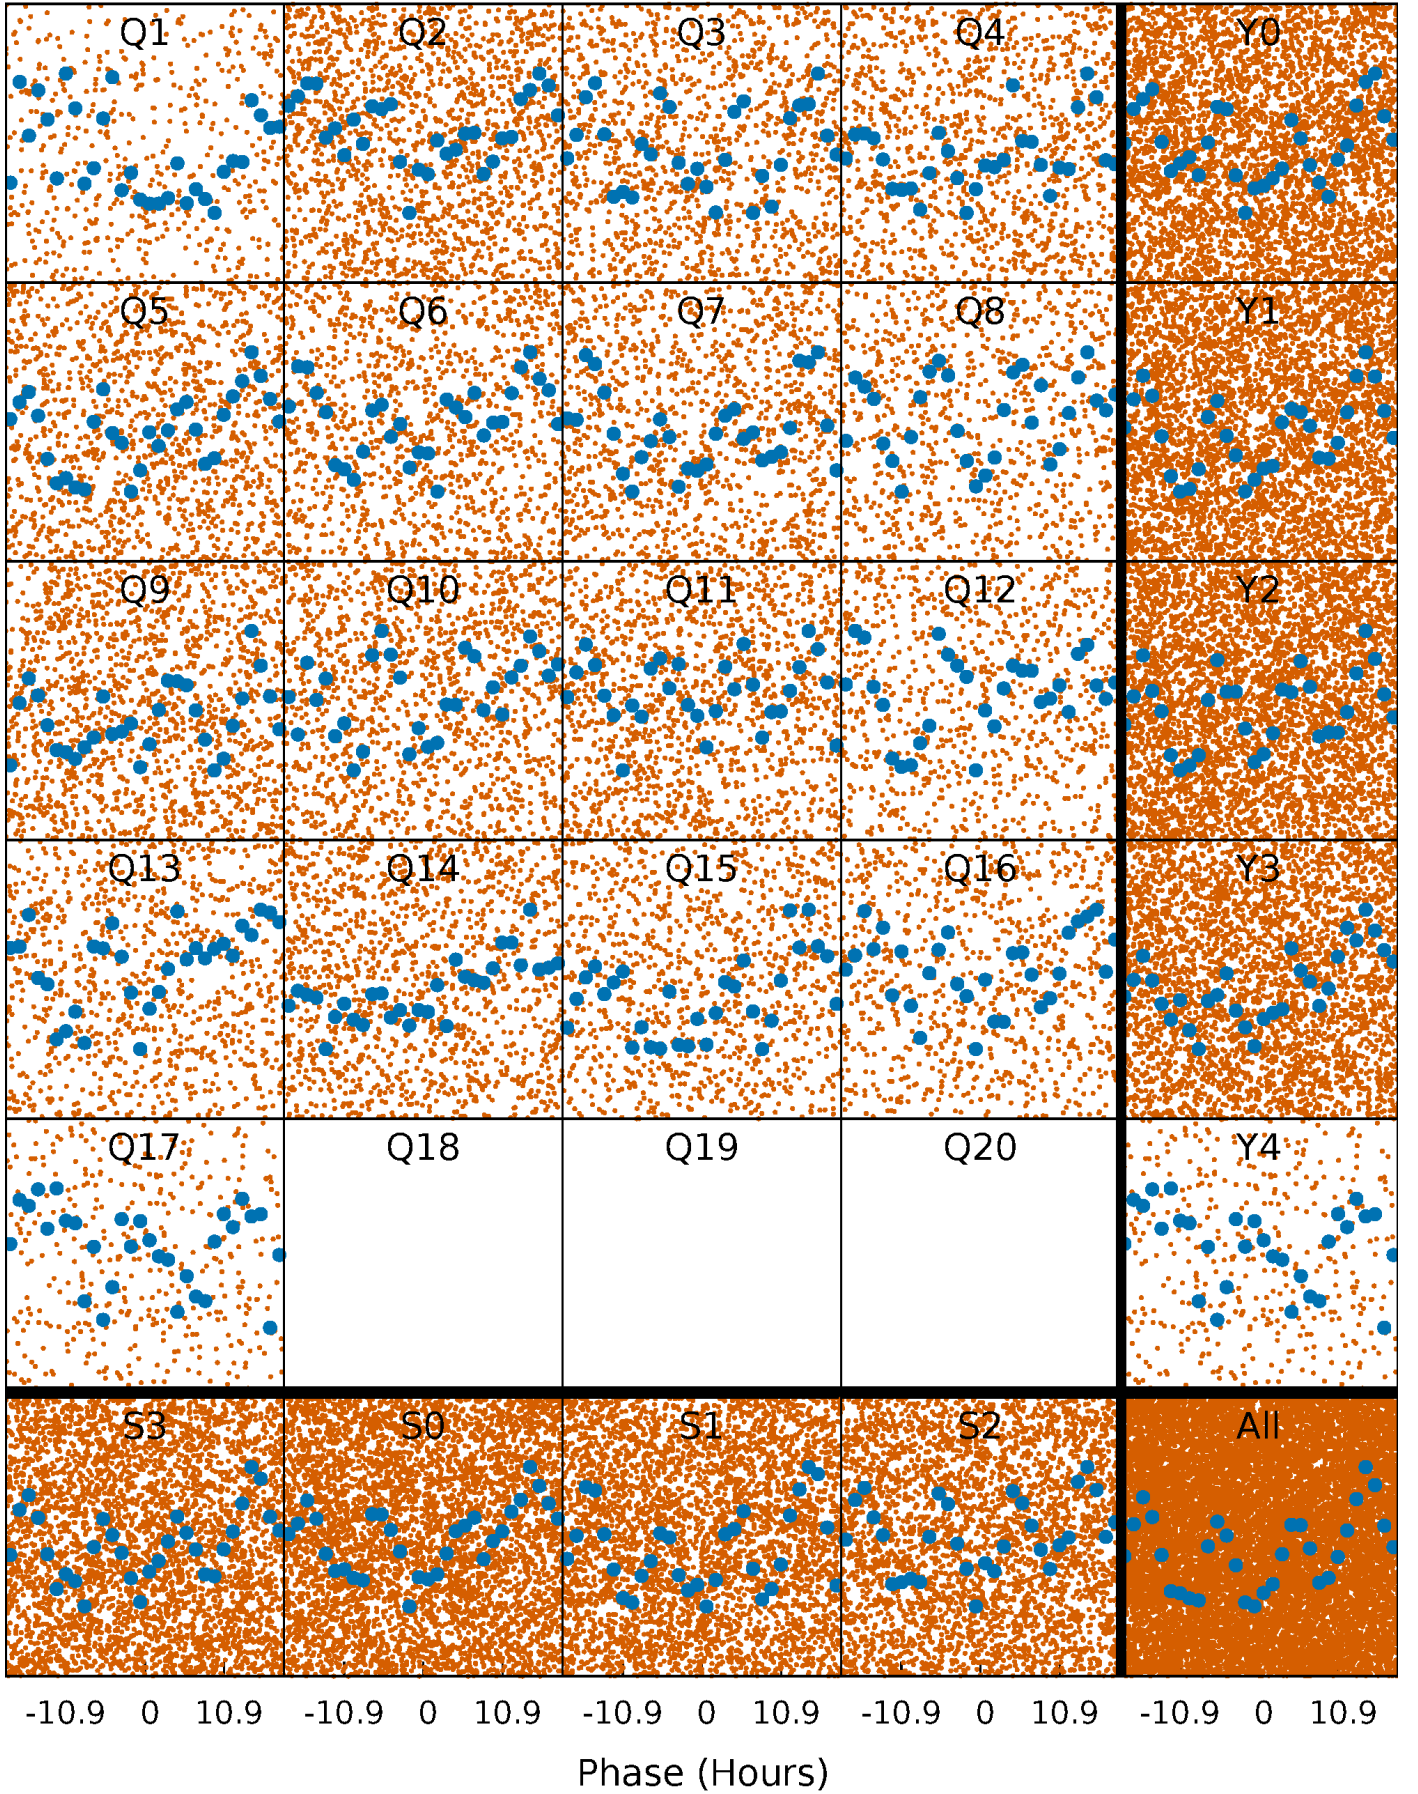 Q1 Q2 Q3 Q4 Y0
Q5 Q6 Q7 Q8 Y1
Q9 Q10 Q11 Q12 Y2
Q13 Q14 Q15 Q16 Y3
Q17 Q18 Q19 Q20 Y4
S3 S0 S1 S2 All
-10.9 0 10.9 -10.9 0 10.9 -10.9 0 10.9 -10.9 0 10.9 -10.9 0 10.9
Phase (Hours)